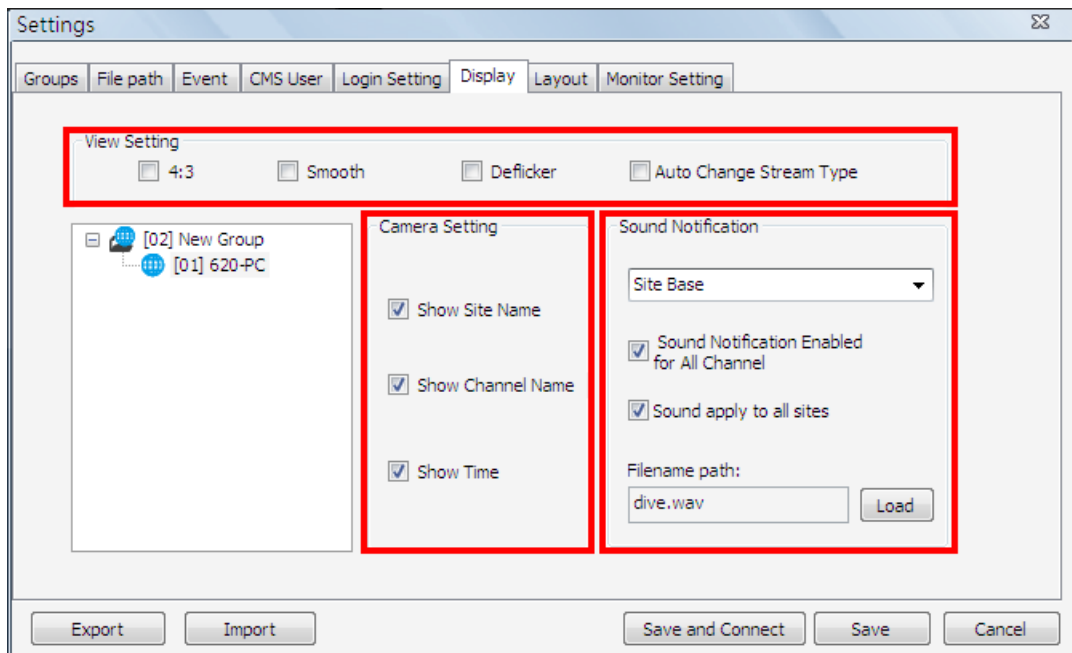 Settings
Groups File path Event CMS User Login Setting Display Layout Monitor Setting
View Setting
4:3 Smooth Deflicker Auto Change Stream Type
[02] New Group
[01] 620-PC
Camera Setting
Show Site Name
Show Channel Name
Show Time
Sound Notification
Site Base
Sound Notification Enabled
for All Channel
Sound apply to all sites
Filename path:
dive.wav Load
Export Import Save and Connect Save Cancel